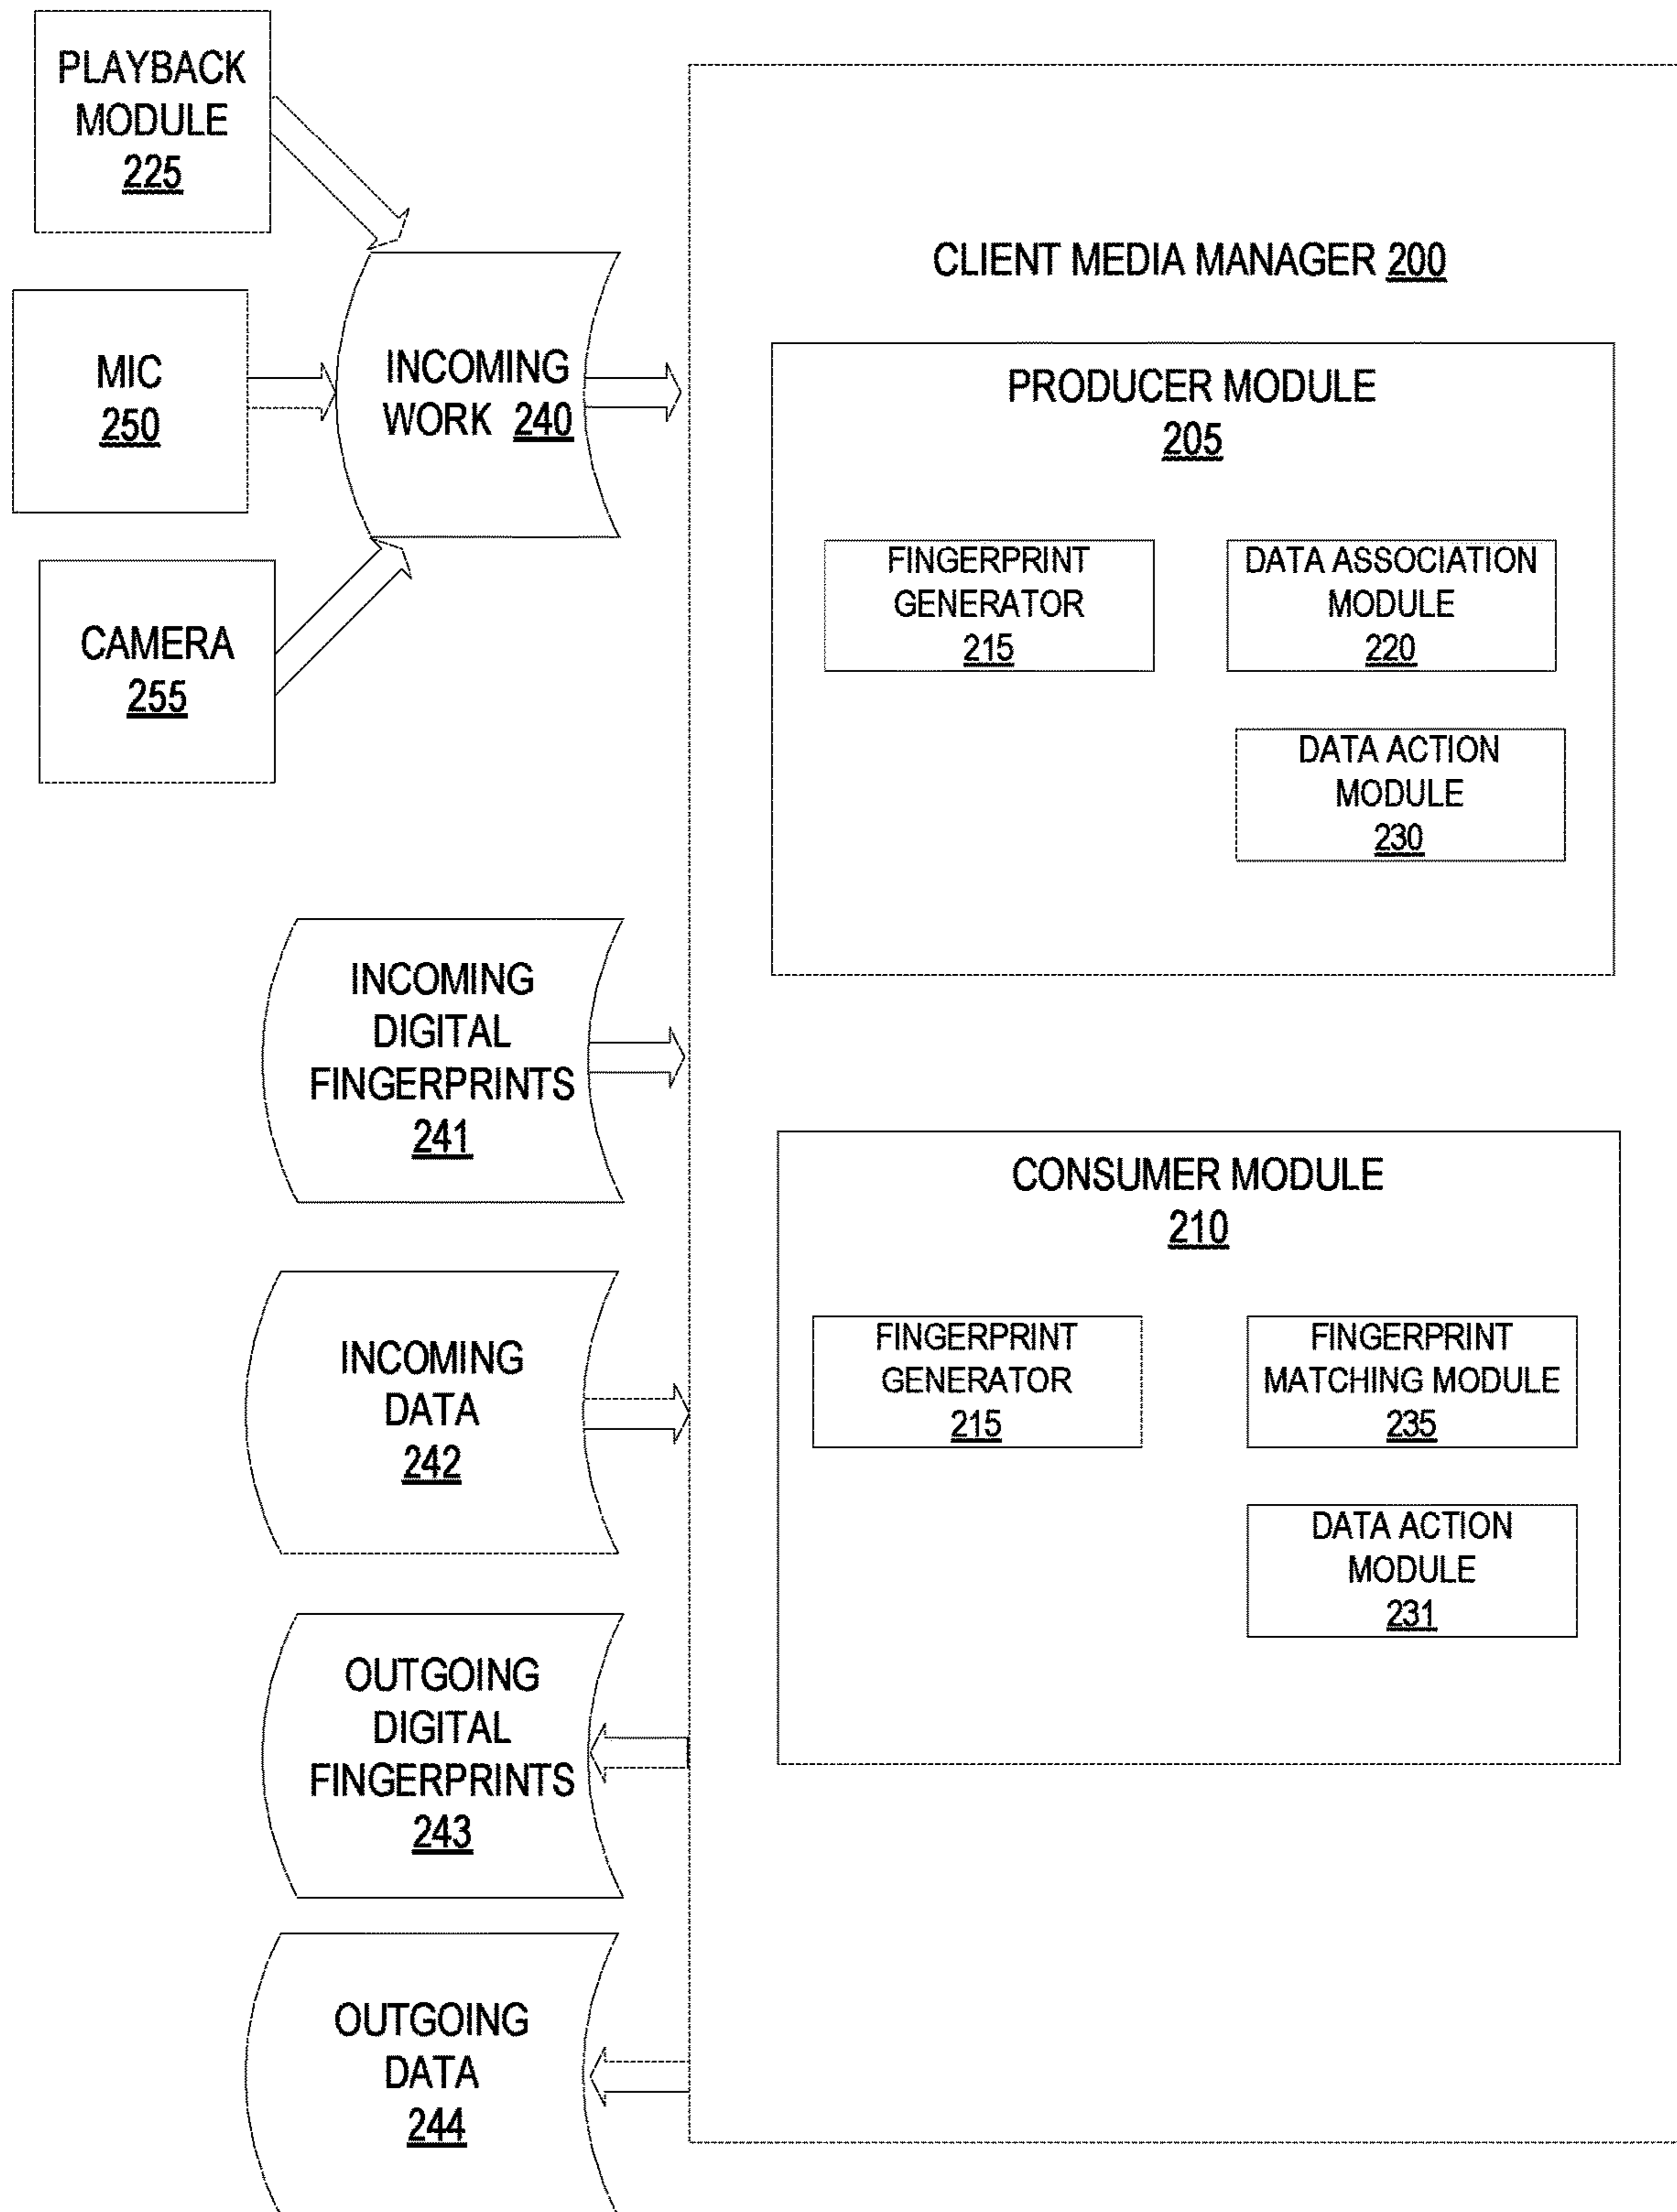 PLAYBACK
MODULE
225
MIC
250
CAMERA
255
INCOMING
WORK 240
CLIENT MEDIA MANAGER 200
PRODUCER MODULE
205
FINGERPRINT
GENERATOR
215
DATA ASSOCIATION
MODULE
220
DATA ACTION
MODULE
230
INCOMING
DIGITAL
FINGERPRINTS
241
CONSUMER MODULE
210
FINGERPRINT
GENERATOR
215
FINGERPRINT
MATCHING MODULE
235
DATA ACTION
MODULE
231
INCOMING
DATA
242
OUTGOING
DIGITAL
FINGERPRINTS
243
OUTGOING
DATA
244